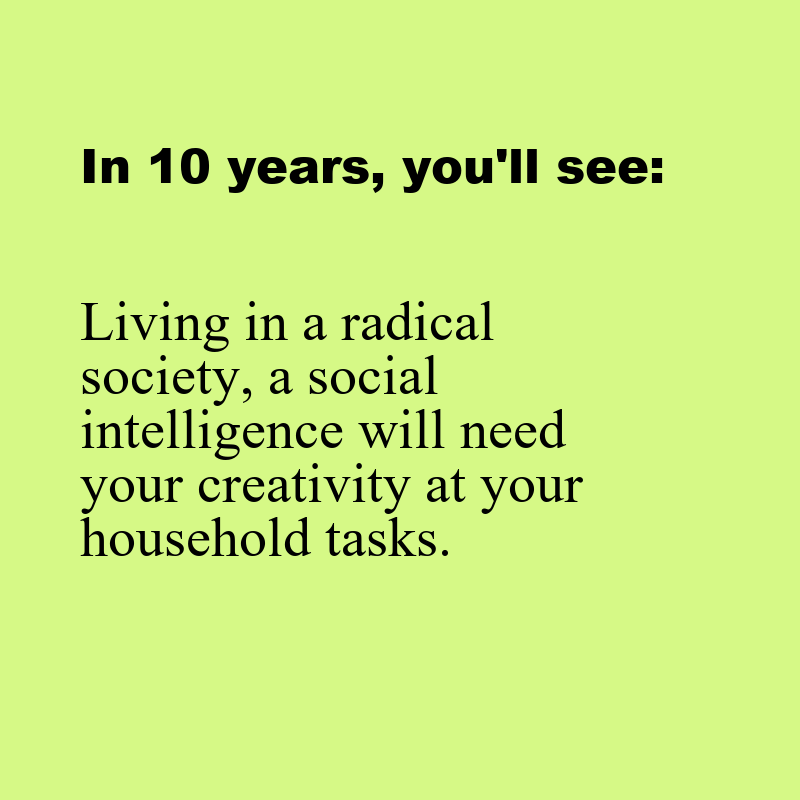 In 10 years, you'll see:
Living in a radical
society, a social
intelligence will need
your creativity at your
household tasks.